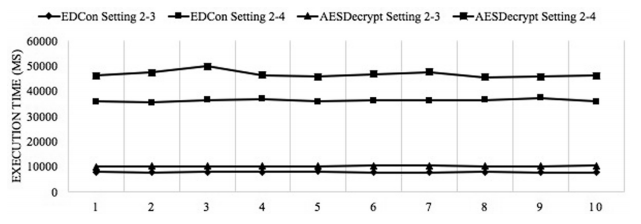 EDCon Setting 2-3 EDCon Setting 2-4 AESDecrypt Setting 2-3 AESDecrypt Setting 2-4
EXECUTION TIME (MS)
60000
50000
40000
30000
20000
10000
0
1 2 3 4 5 6 7 8 9 10